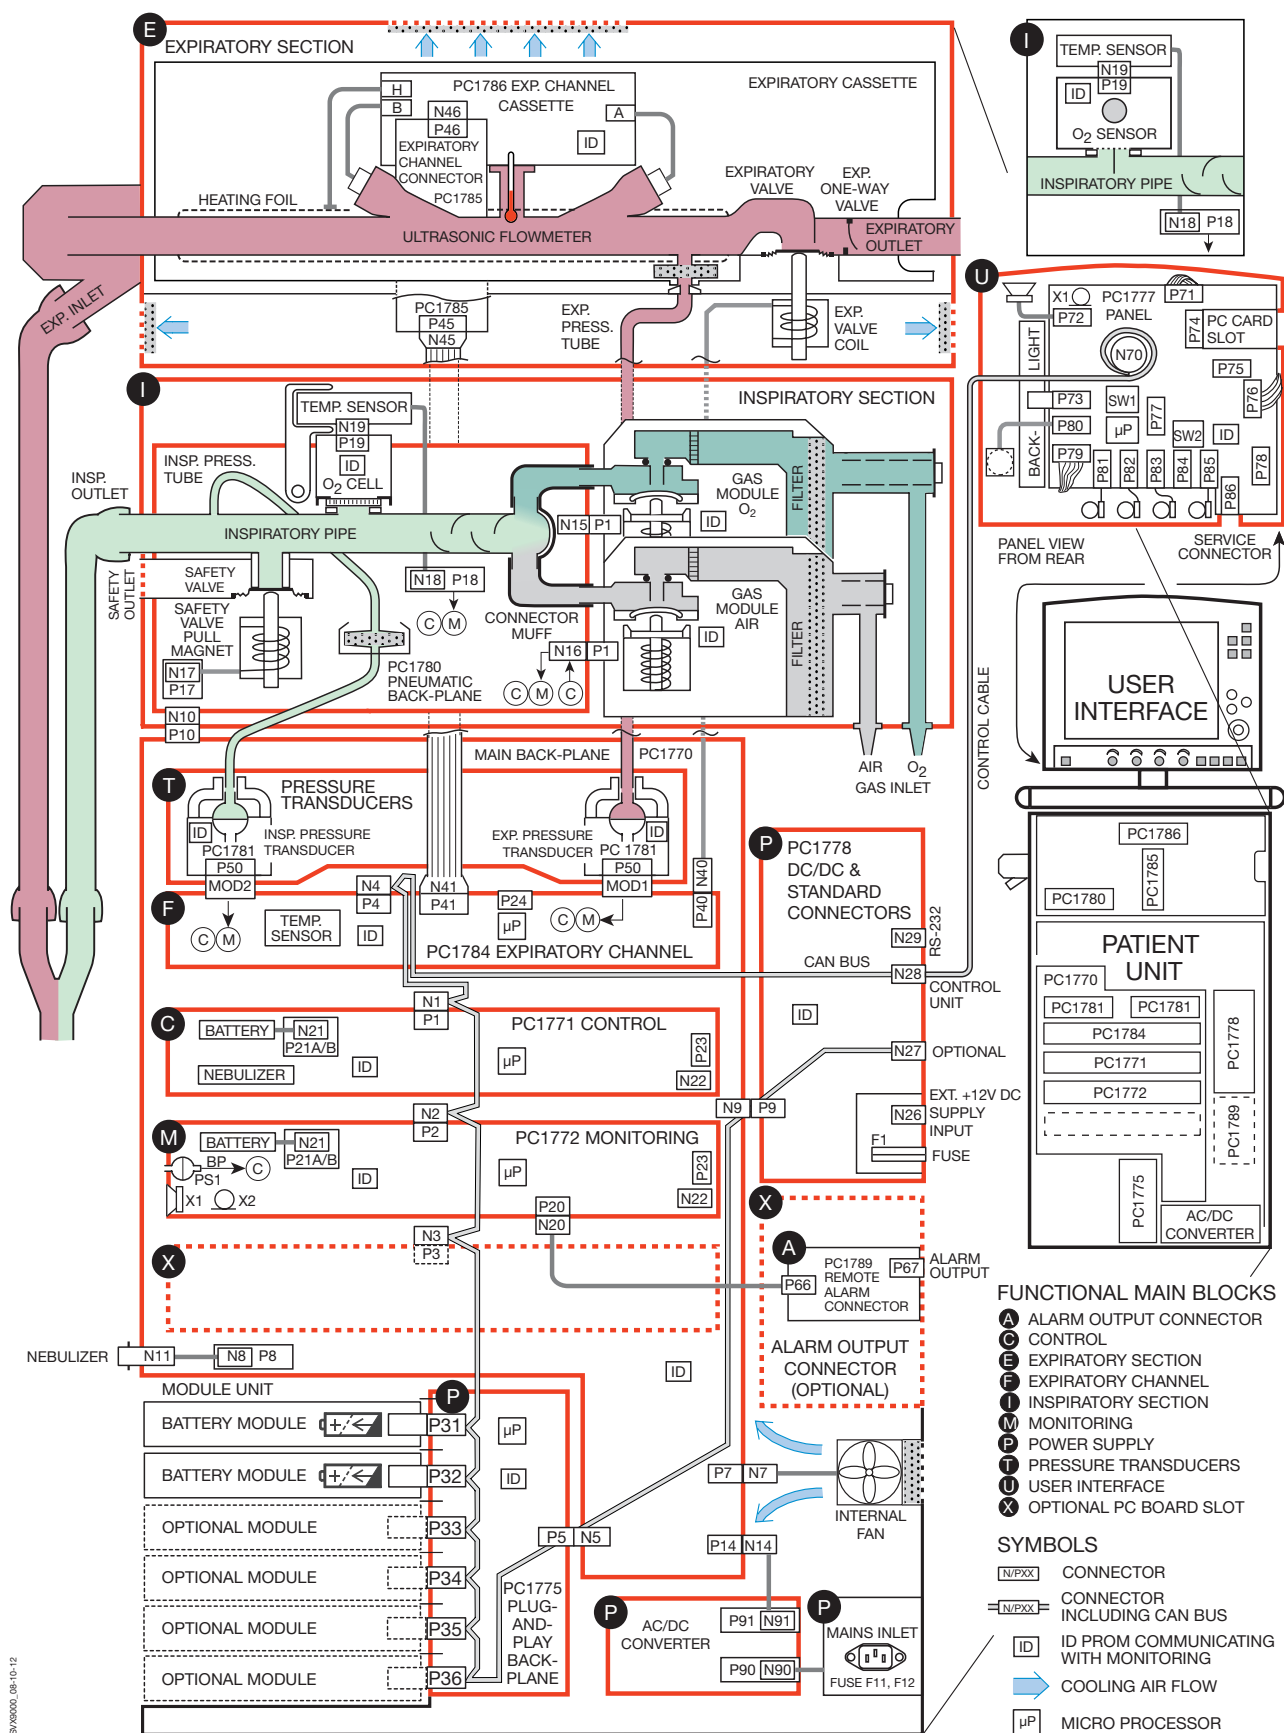 E
EXPIRATORY SECTION
H
B
PC1786 EXP. CHANNEL
CASSETTE
N46
P46
A
ID
EXPIRATORY
CHANNEL
CONNECTOR
PC1785
EXPIRATORY CASSETTE
HEATING FOIL
ULTRASONIC FLOWMETER
EXPIRATORY
VALVE
EXP.
ONE-WAY
VALVE
EXPIRATORY
OUTLET
EXP. INLET
PC1785
P45
N45
EXP.
PRESS.
TUBE
EXP.
VALVE
COIL
I
TEMP. SENSOR
N19
P19
ID
O2 SENSOR
INSPIRATORY PIPE
N18
P18
U
X1
PC1777
PANEL
P71
P72
P74
PC CARD
SLOT
LIGHT
BACK-
N70
P75
P76
P73
SW1
P77
P80
µP
SW2
ID
P79
P81
P82
P83
P84
P85
P86
P78
PANEL VIEW
FROM REAR
SERVICE
CONNECTOR
I
INSPIRATORY SECTION
TEMP. SENSOR
N19
P19
ID
O2 CELL
INSP. PRESS.
TUBE
INSP.
OUTLET
INSPIRATORY PIPE
SAFETY
OUTLET
SAFETY
VALVE
SAFETY
VALVE
PULL
MAGNET
N17
P17
N18
P18
C
M
N15
P1
GAS
MODULE
O2
ID
FILTER
GAS
MODULE
AIR
ID
FILTER
CONNECTOR
MUFF
N16
P1
C
M
C
PC1780
PNEUMATIC
BACK-PLANE
N10
P10
AIR
O2
GAS INLET
CONTROL CABLE
USER
INTERFACE
MAIN BACK-PLANE
PC1770
T
PRESSURE
TRANSDUCERS
ID
PC1781
INSP. PRESSURE
TRANSDUCER
P50
MOD2
EXP. PRESSURE
TRANSDUCER
ID
PC 1781
P50
MOD1
N40
P40
F
C
M
TEMP.
SENSOR
N4
P4
ID
N41
P41
P24
µP
C
M
PC1784 EXPIRATORY CHANNEL
P
PC1778
DC/DC &
STANDARD
CONNECTORS
N29
RS-232
CAN BUS
N28
CONTROL
UNIT
ID
N27
OPTIONAL
EXT. +12V DC
N26
SUPPLY
INPUT
F1
FUSE
C
BATTERY
N21
P21A/B
NEBULIZER
ID
N1
P1
PC1771 CONTROL
µP
P23
N22
M
BATTERY
N21
P21A/B
BP
C
PS1
X1
X2
ID
N2
P2
PC1772 MONITORING
µP
P23
N22
N9
P9
P20
N20
X
N3
P3
X
A
PC1789
REMOTE
ALARM
CONNECTOR
P66
P67
ALARM
OUTPUT
ALARM OUTPUT
CONNECTOR
(OPTIONAL)
NEBULIZER
N11
N8
P8
ID
PC1786
PC1785
PC1780
PATIENT
UNIT
PC1770
PC1781
PC1781
PC1784
PC1771
PC1772
PC1778
PC1789
PC1775
AC/DC
CONVERTER
MODULE UNIT
BATTERY MODULE
P31
BATTERY MODULE
P32
OPTIONAL MODULE
P33
OPTIONAL MODULE
P34
OPTIONAL MODULE
P35
OPTIONAL MODULE
P36
P
µP
ID
PC1775
PLUG-
AND-
PLAY
BACK-
PLANE
P5
N5
P7
N7
INTERNAL
FAN
P14
N14
P
AC/DC
CONVERTER
P91
N91
P90
N90
P
MAINS INLET
FUSE F11, F12
FUNCTIONAL MAIN BLOCKS
A ALARM OUTPUT CONNECTOR
C CONTROL
E EXPIRATORY SECTION
F EXPIRATORY CHANNEL
I INSPIRATORY SECTION
M MONITORING
P POWER SUPPLY
T PRESSURE TRANSDUCERS
U USER INTERFACE
X OPTIONAL PC BOARD SLOT
SYMBOLS
N/PXX CONNECTOR
N/PXX CONNECTOR
INCLUDING CAN BUS
ID ID PROM COMMUNICATING
WITH MONITORING
COOLING AIR FLOW
µP MICRO PROCESSOR
SVX9000_08-10-12